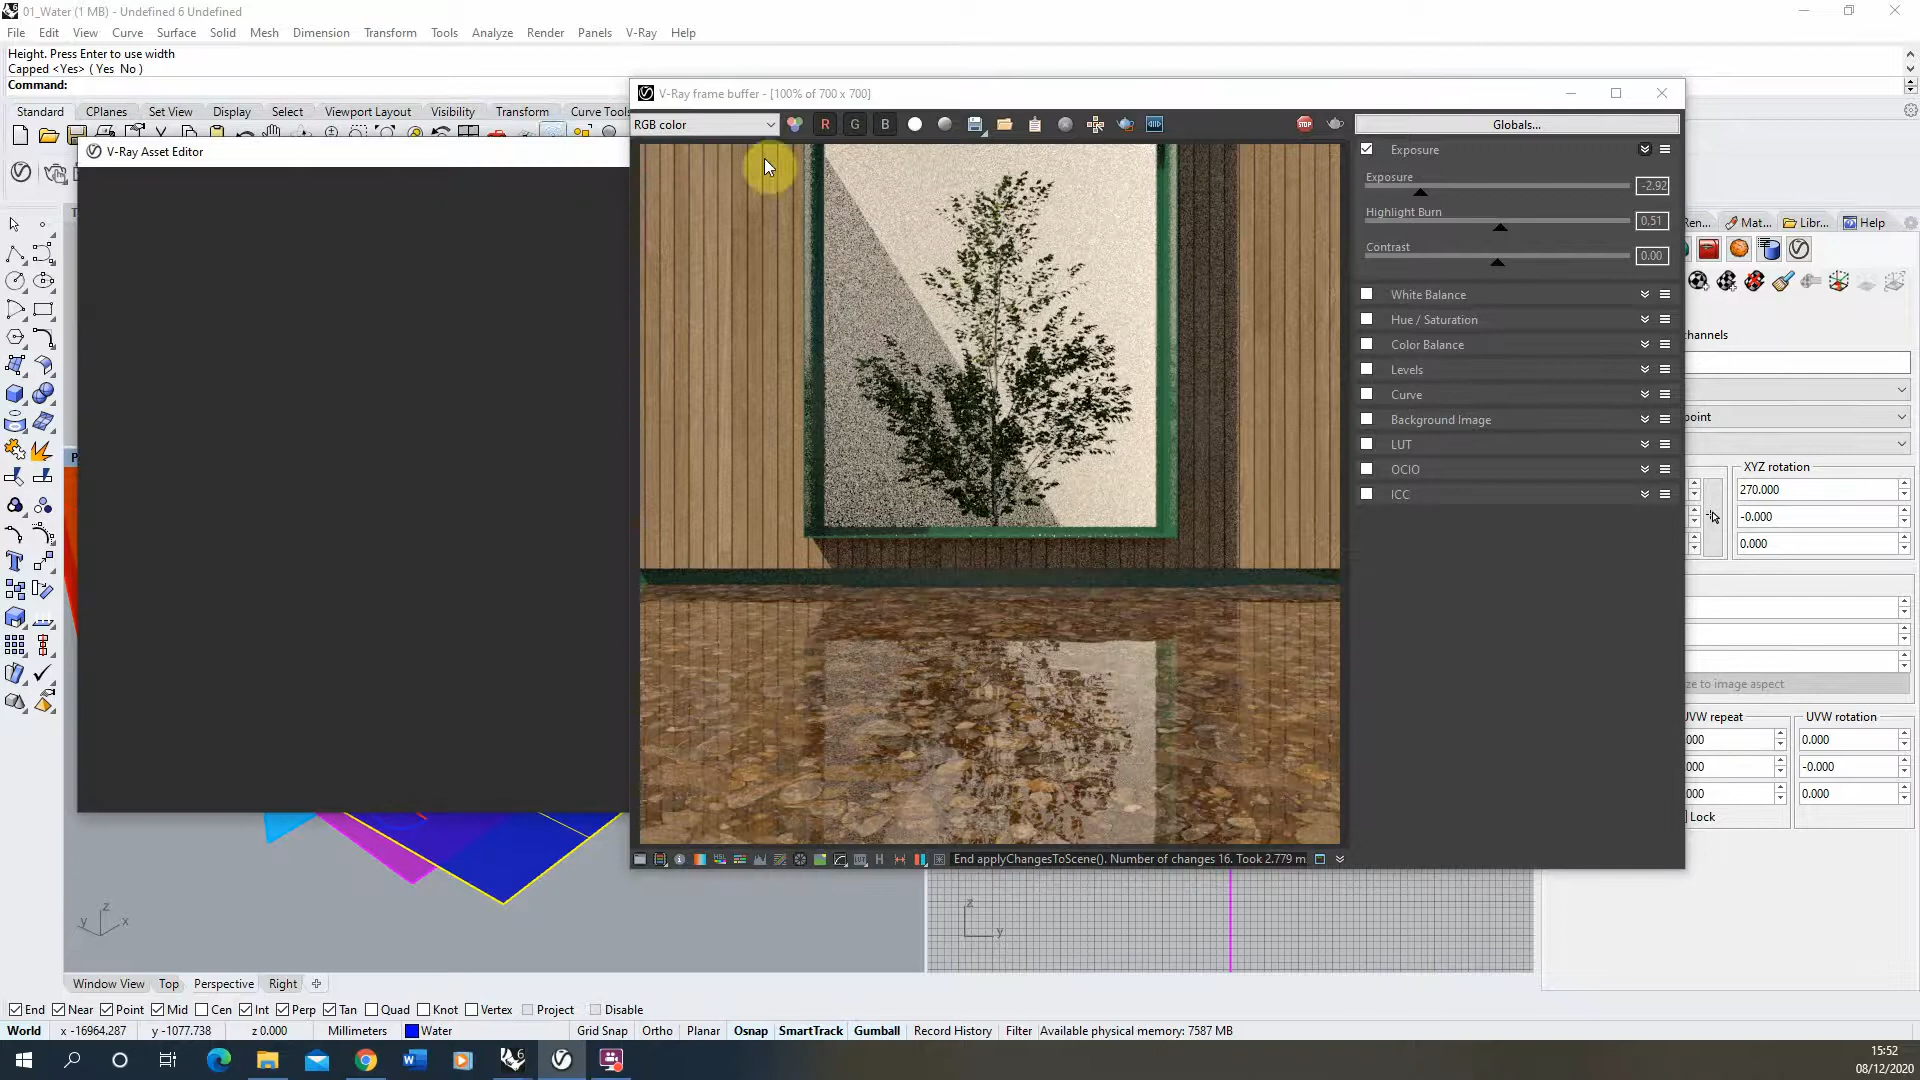 01_Water (1 MB) - Undefined 6 Undefined
File Edit View Curve Surface Solid Mesh Dimension Transform Tools Analyze Render Panels V-Ray Help
Height. Press Enter to use width
Capped <Yes> ( Yes No )
Command:
Standard CPlanes Set View Display Select Viewport Layout Visibility Transform Curve Tools
V-Ray Asset Editor
V-Ray frame buffer - [100% of 700 x 700]
RGB color
R G B
STOP
Globals...
Exposure
Exposure
-2.92
Highlight Burn
0.51
Contrast
0.00
White Balance
Hue / Saturation
Color Balance
Levels
Curve
Background Image
LUT
OCIO
ICC
End applyChangesToScene(). Number of changes 16. Took 2.779 m
Ren... Mat... Libr... Help
channels
point
XYZ rotation
270.000
-0.000
0.000
ze to image aspect
UVW repeat UVW rotation
000 0.000
000 -0.000
000 0.000
Lock
z
y x
z
y
Window View Top Perspective Right
End Near Point Mid Cen Int Perp Tan Quad Knot Vertex Project Disable
World x -16964.287 y -1077.738 z 0.000 Millimeters Water Grid Snap Ortho Planar Osnap SmartTrack Gumball Record History Filter Available physical memory: 7587 MB
15:52
08/12/2020